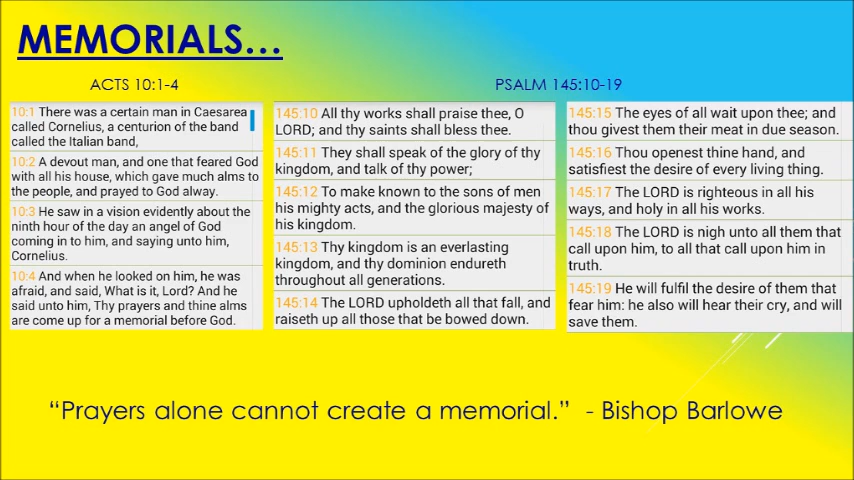 MEMORIALS...
ACTS 10:1-4
10:1 There was a certain man in Caesarea
called Cornelius, a centurion of the band
called the Italian band,
10:2 A devout man, and one that feared God
with all his house, which gave much alms to
the people, and prayed to God alway.
10:3 He saw in a vision evidently about the
ninth hour of the day an angel of God
coming in to him, and saying unto him,
Cornelius.
10:4 And when he looked on him, he was
afraid, and said, What is it, Lord? And he
said unto him, Thy prayers and thine alms
are come up for a memorial before God.
PSALM 145:10-19
145:10 All thy works shall praise thee, O
LORD; and thy saints shall bless thee.
145:11 They shall speak of the glory of thy
kingdom, and talk of thy power;
145:12 To make known to the sons of men
his mighty acts, and the glorious majesty of
his kingdom.
145:13 Thy kingdom is an everlasting
kingdom, and thy dominion endureth
throughout all generations.
145:14 The LORD upholdeth all that fall, and
raiseth up all those that be bowed down.
145:15 The eyes of all wait upon thee; and
thou givest them their meat in due season.
145:16 Thou openest thine hand, and
satisfiest the desire of every living thing.
145:17 The LORD is righteous in all his
ways, and holy in all his works.
145:18 The LORD is nigh unto all them that
call upon him, to all that call upon him in
truth.
145:19 He will fulfil the desire of them that
fear him: he also will hear their cry, and will
save them.
“Prayers alone cannot create a memorial.” - Bishop Barlowe